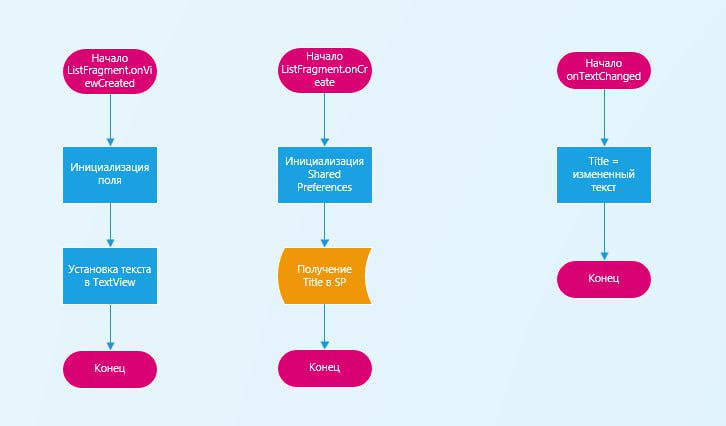 Начало
ListFragment.onVi
ewCreated
Инициализация
поля
Установка текста
в TextView
Конец
Начало
ListFragment.onCr
eate
Инициализация
Shared
Preferences
Получение
Title в SP
Конец
Начало
onTextChanged
Title =
измененный
текст
Конец